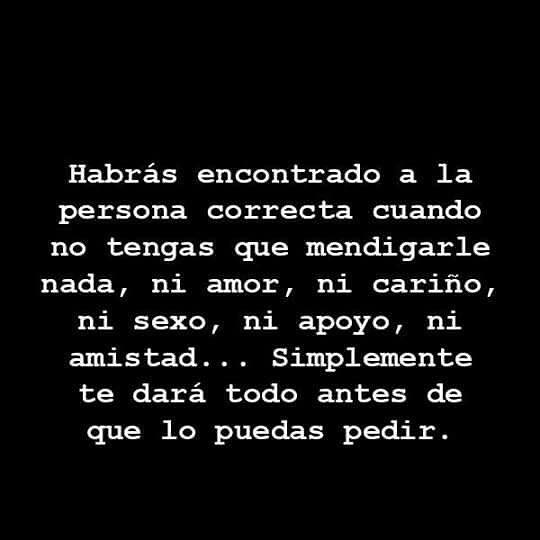 Habrás encontrado a la
persona correcta cuando
no tengas que mendigarle
nada, ni amor, ni cariño,
ni sexo, ni apoyo, ni
amistad... Simplemente
te dará todo antes de
que lo puedas pedir.